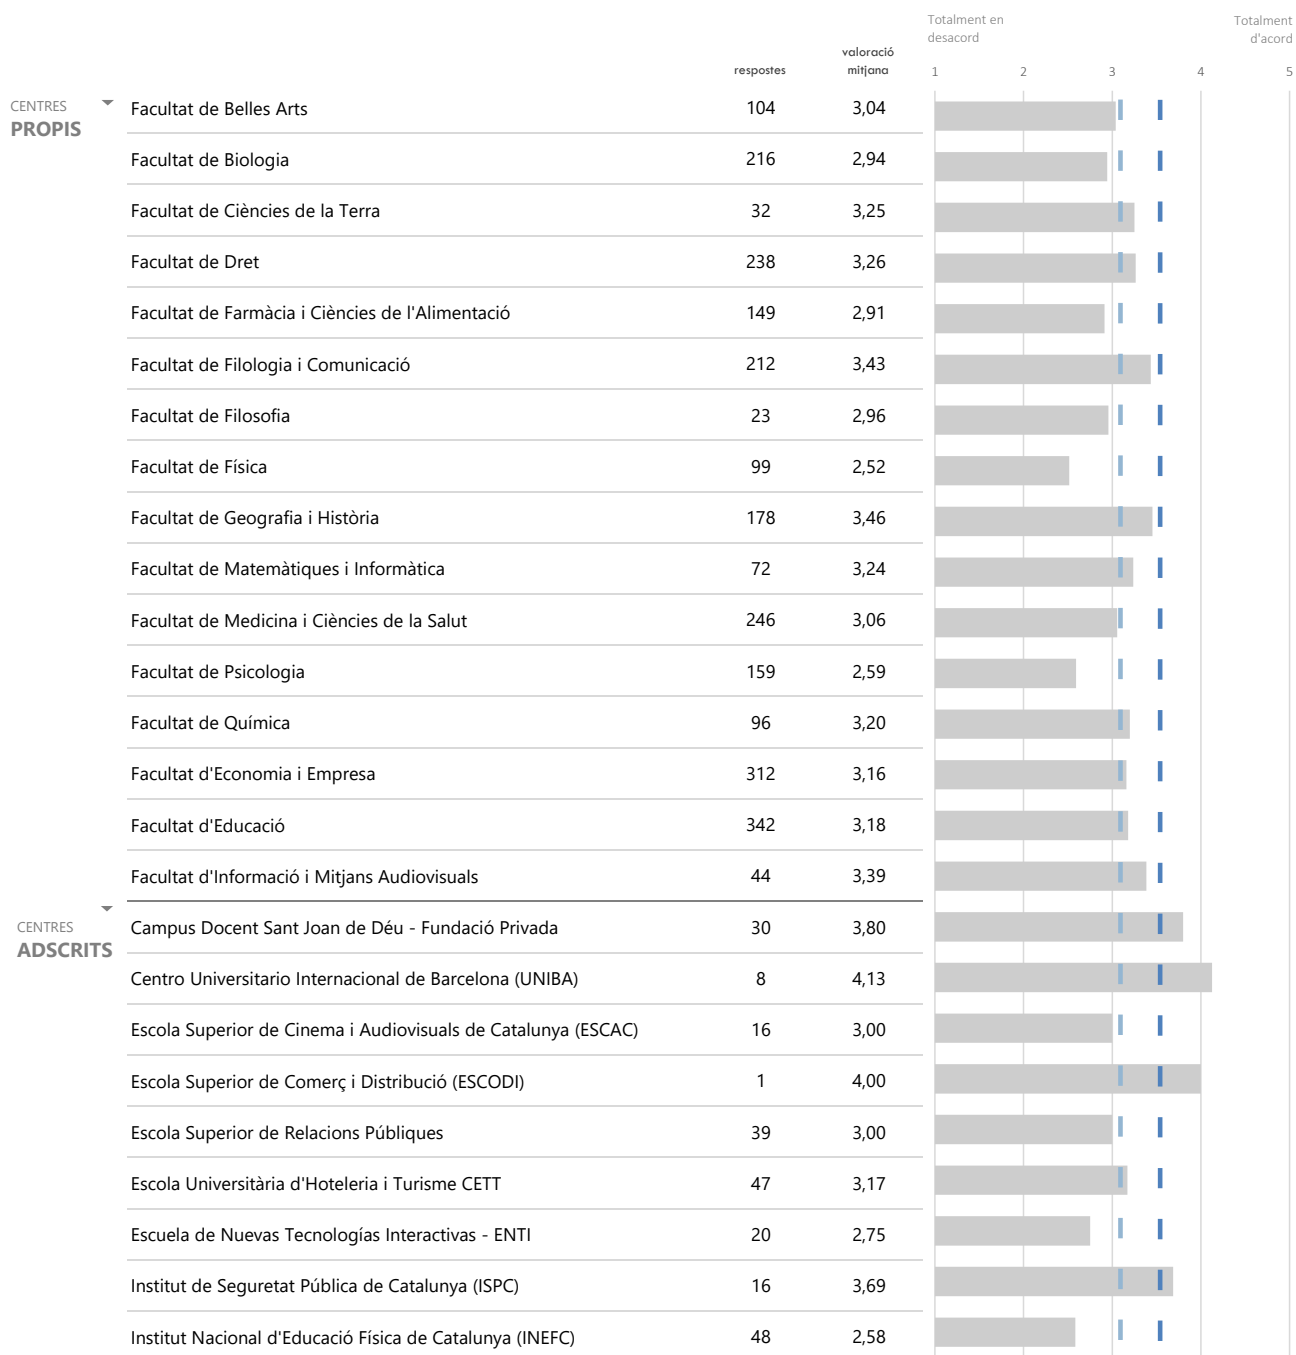 Totalment en
desacord
Totalment
d'acord
respostes
valoració
mitjana
1 2 3 4 5
CENTRES
PROPIS
Facultat de Belles Arts 104 3,04
Facultat de Biologia 216 2,94
Facultat de Ciències de la Terra 32 3,25
Facultat de Dret 238 3,26
Facultat de Farmàcia i Ciències de l'Alimentació 149 2,91
Facultat de Filologia i Comunicació 212 3,43
Facultat de Filosofia 23 2,96
Facultat de Física 99 2,52
Facultat de Geografia i Història 178 3,46
Facultat de Matemàtiques i Informàtica 72 3,24
Facultat de Medicina i Ciències de la Salut 246 3,06
Facultat de Psicologia 159 2,59
Facultat de Química 96 3,20
Facultat d'Economia i Empresa 312 3,16
Facultat d'Educació 342 3,18
Facultat d'Informació i Mitjans Audiovisuals 44 3,39
CENTRES
ADSCRITS
Campus Docent Sant Joan de Déu - Fundació Privada 30 3,80
Centro Universitario Internacional de Barcelona (UNIBA) 8 4,13
Escola Superior de Cinema i Audiovisuals de Catalunya (ESCAC) 16 3,00
Escola Superior de Comerç i Distribució (ESCODI) 1 4,00
Escola Superior de Relacions Públiques 39 3,00
Escola Universitària d'Hoteleria i Turisme CETT 47 3,17
Escuela de Nuevas Tecnologías Interactivas - ENTI 20 2,75
Institut de Seguretat Pública de Catalunya (ISPC) 16 3,69
Institut Nacional d'Educació Física de Catalunya (INEFC) 48 2,58